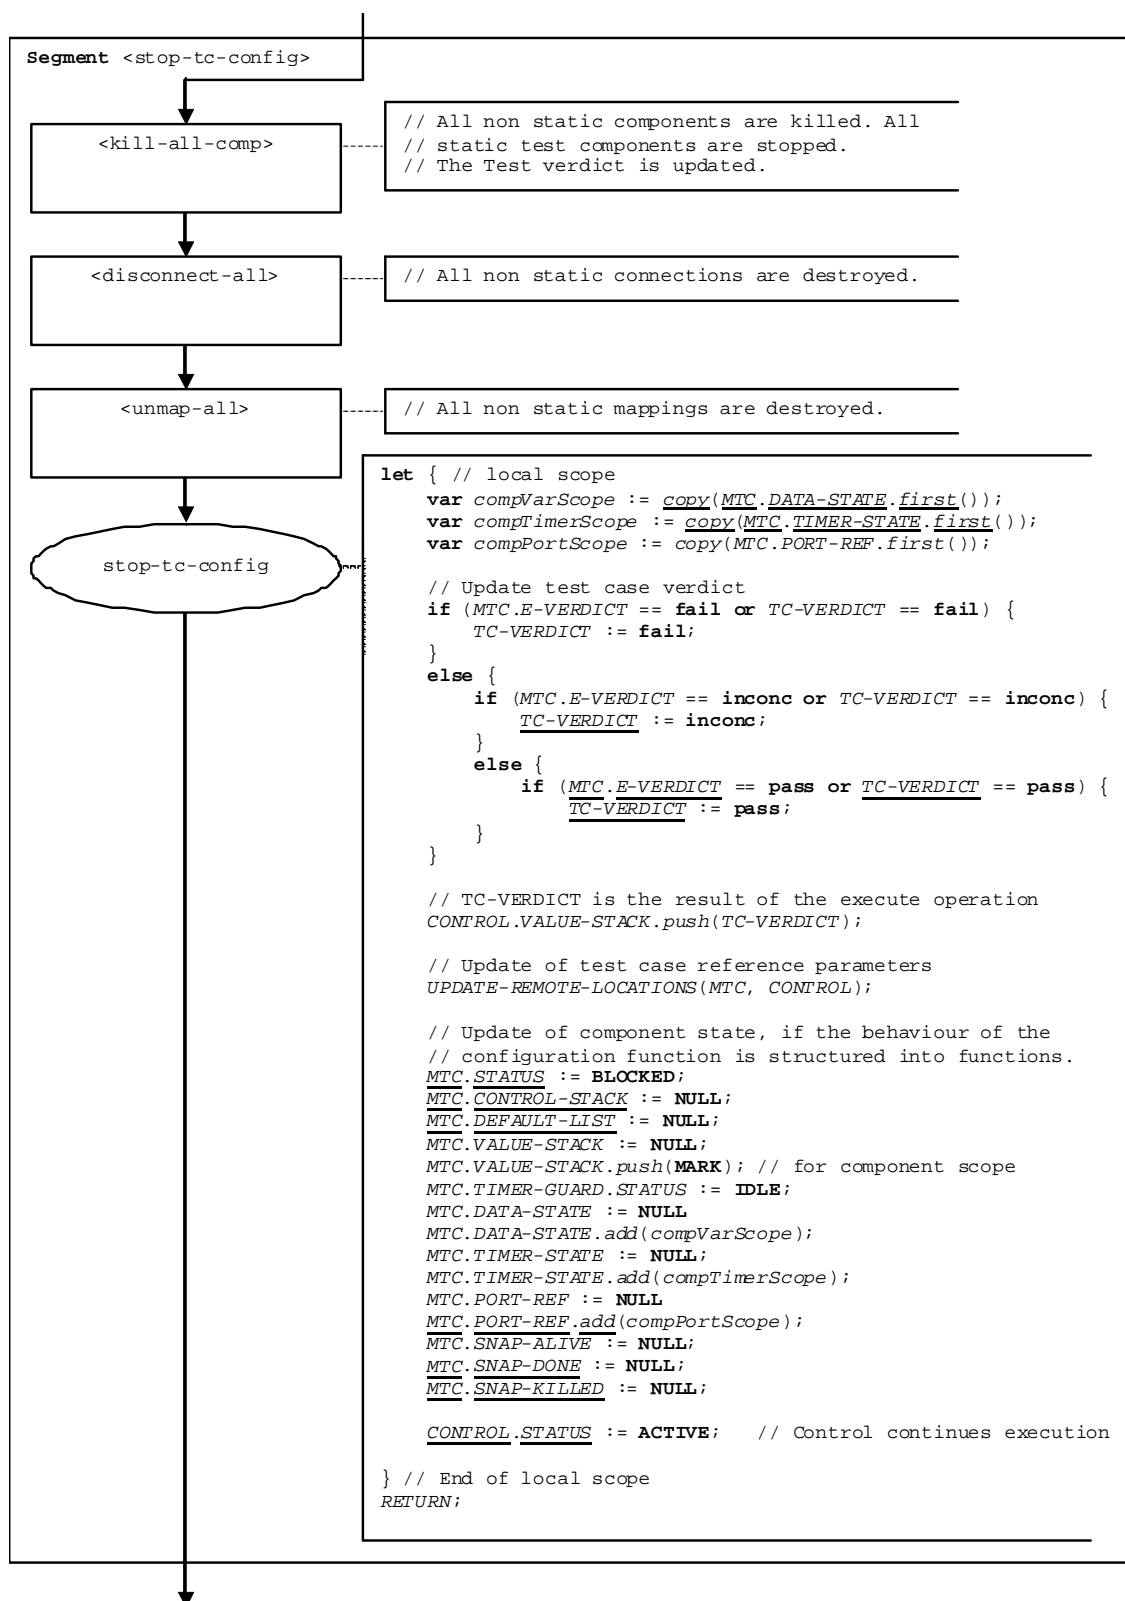 Segment <stop-tc-config>
<kill-all-comp>
// All non static components are killed. All
// static test components are stopped.
// The Test verdict is updated.
<disconnect-all>
// All non static connections are destroyed.
<unmap-all>
// All non static mappings are destroyed.
stop-tc-config
let { // local scope
var compVarScope := copy(MTC.DATA-STATE.first());
var compTimerScope := copy(MTC.TIMER-STATE.first());
var compPortScope := copy(MTC.PORT-REF.first());
// Update test case verdict
if (MTC.E-VERDICT == fail or TC-VERDICT == fail) {
TC-VERDICT := fail;
}
else {
if (MTC.E-VERDICT == inconc or TC-VERDICT == inconc) {
TC-VERDICT := inconc;
}
else {
if (MTC.E-VERDICT == pass or TC-VERDICT == pass) {
TC-VERDICT := pass;
}
}
// TC-VERDICT is the result of the execute operation
CONTROL.VALUE-STACK.push(TC-VERDICT);
// Update of test case reference parameters
UPDATE-REMOTE-LOCATIONS(MTC, CONTROL);
// Update of component state, if the behaviour of the
// configuration function is structured into functions.
MTC.STATUS := BLOCKED;
MTC.CONTROL-STACK := NULL;
MTC.DEFAULT-LIST := NULL;
MTC.VALUE-STACK := NULL;
MTC.VALUE-STACK.push(MARK); // for component scope
MTC.TIMER-GUARD.STATUS := IDLE;
MTC.DATA-STATE := NULL
MTC.DATA-STATE.add(compVarScope);
MTC.TIMER-STATE := NULL;
MTC.TIMER-STATE.add(compTimerScope);
MTC.PORT-REF := NULL
MTC.PORT-REF.add(compPortScope);
MTC.SNAP-ALIVE := NULL;
MTC.SNAP-DONE := NULL;
MTC.SNAP-KILLED := NULL;
CONTROL.STATUS := ACTIVE; // Control continues execution
} // End of local scope
RETURN;